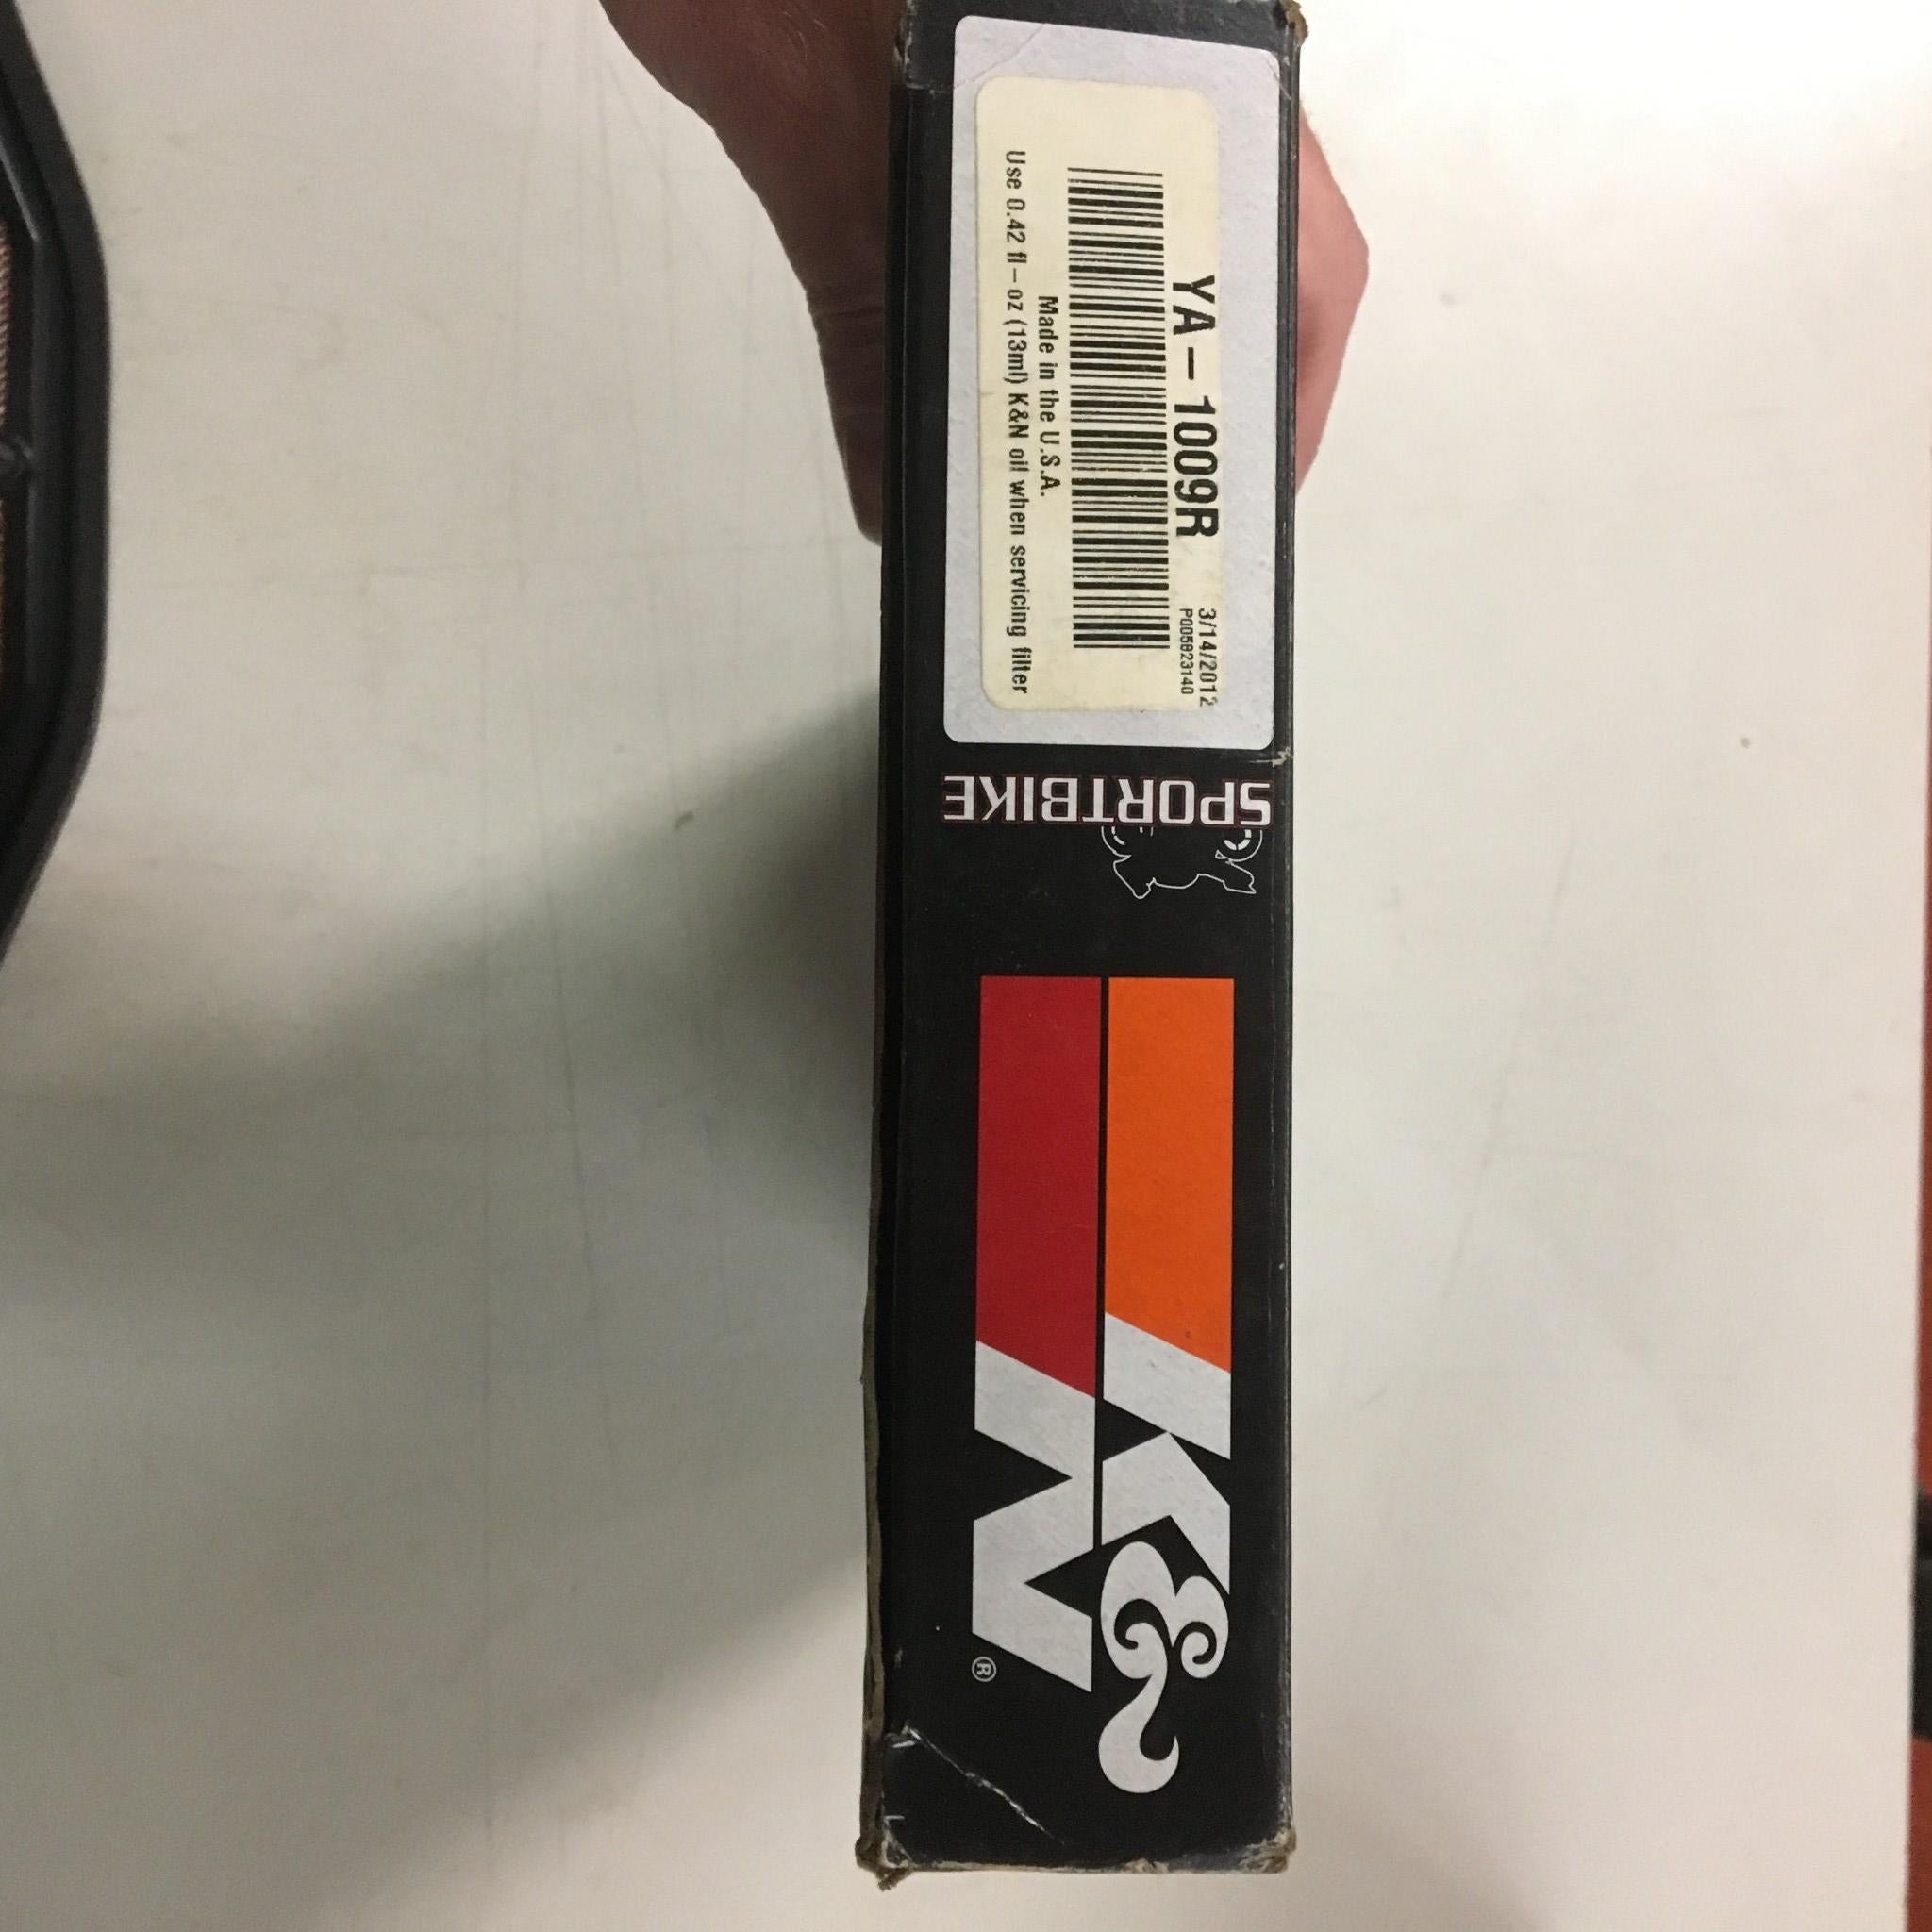 YA-1009R
3/14/2012
P005823140
Made in the U.S.A.
Use 0.42 fl-oz (13ml) K&N oil when servicing filter
SPORTBIKE
K&N®